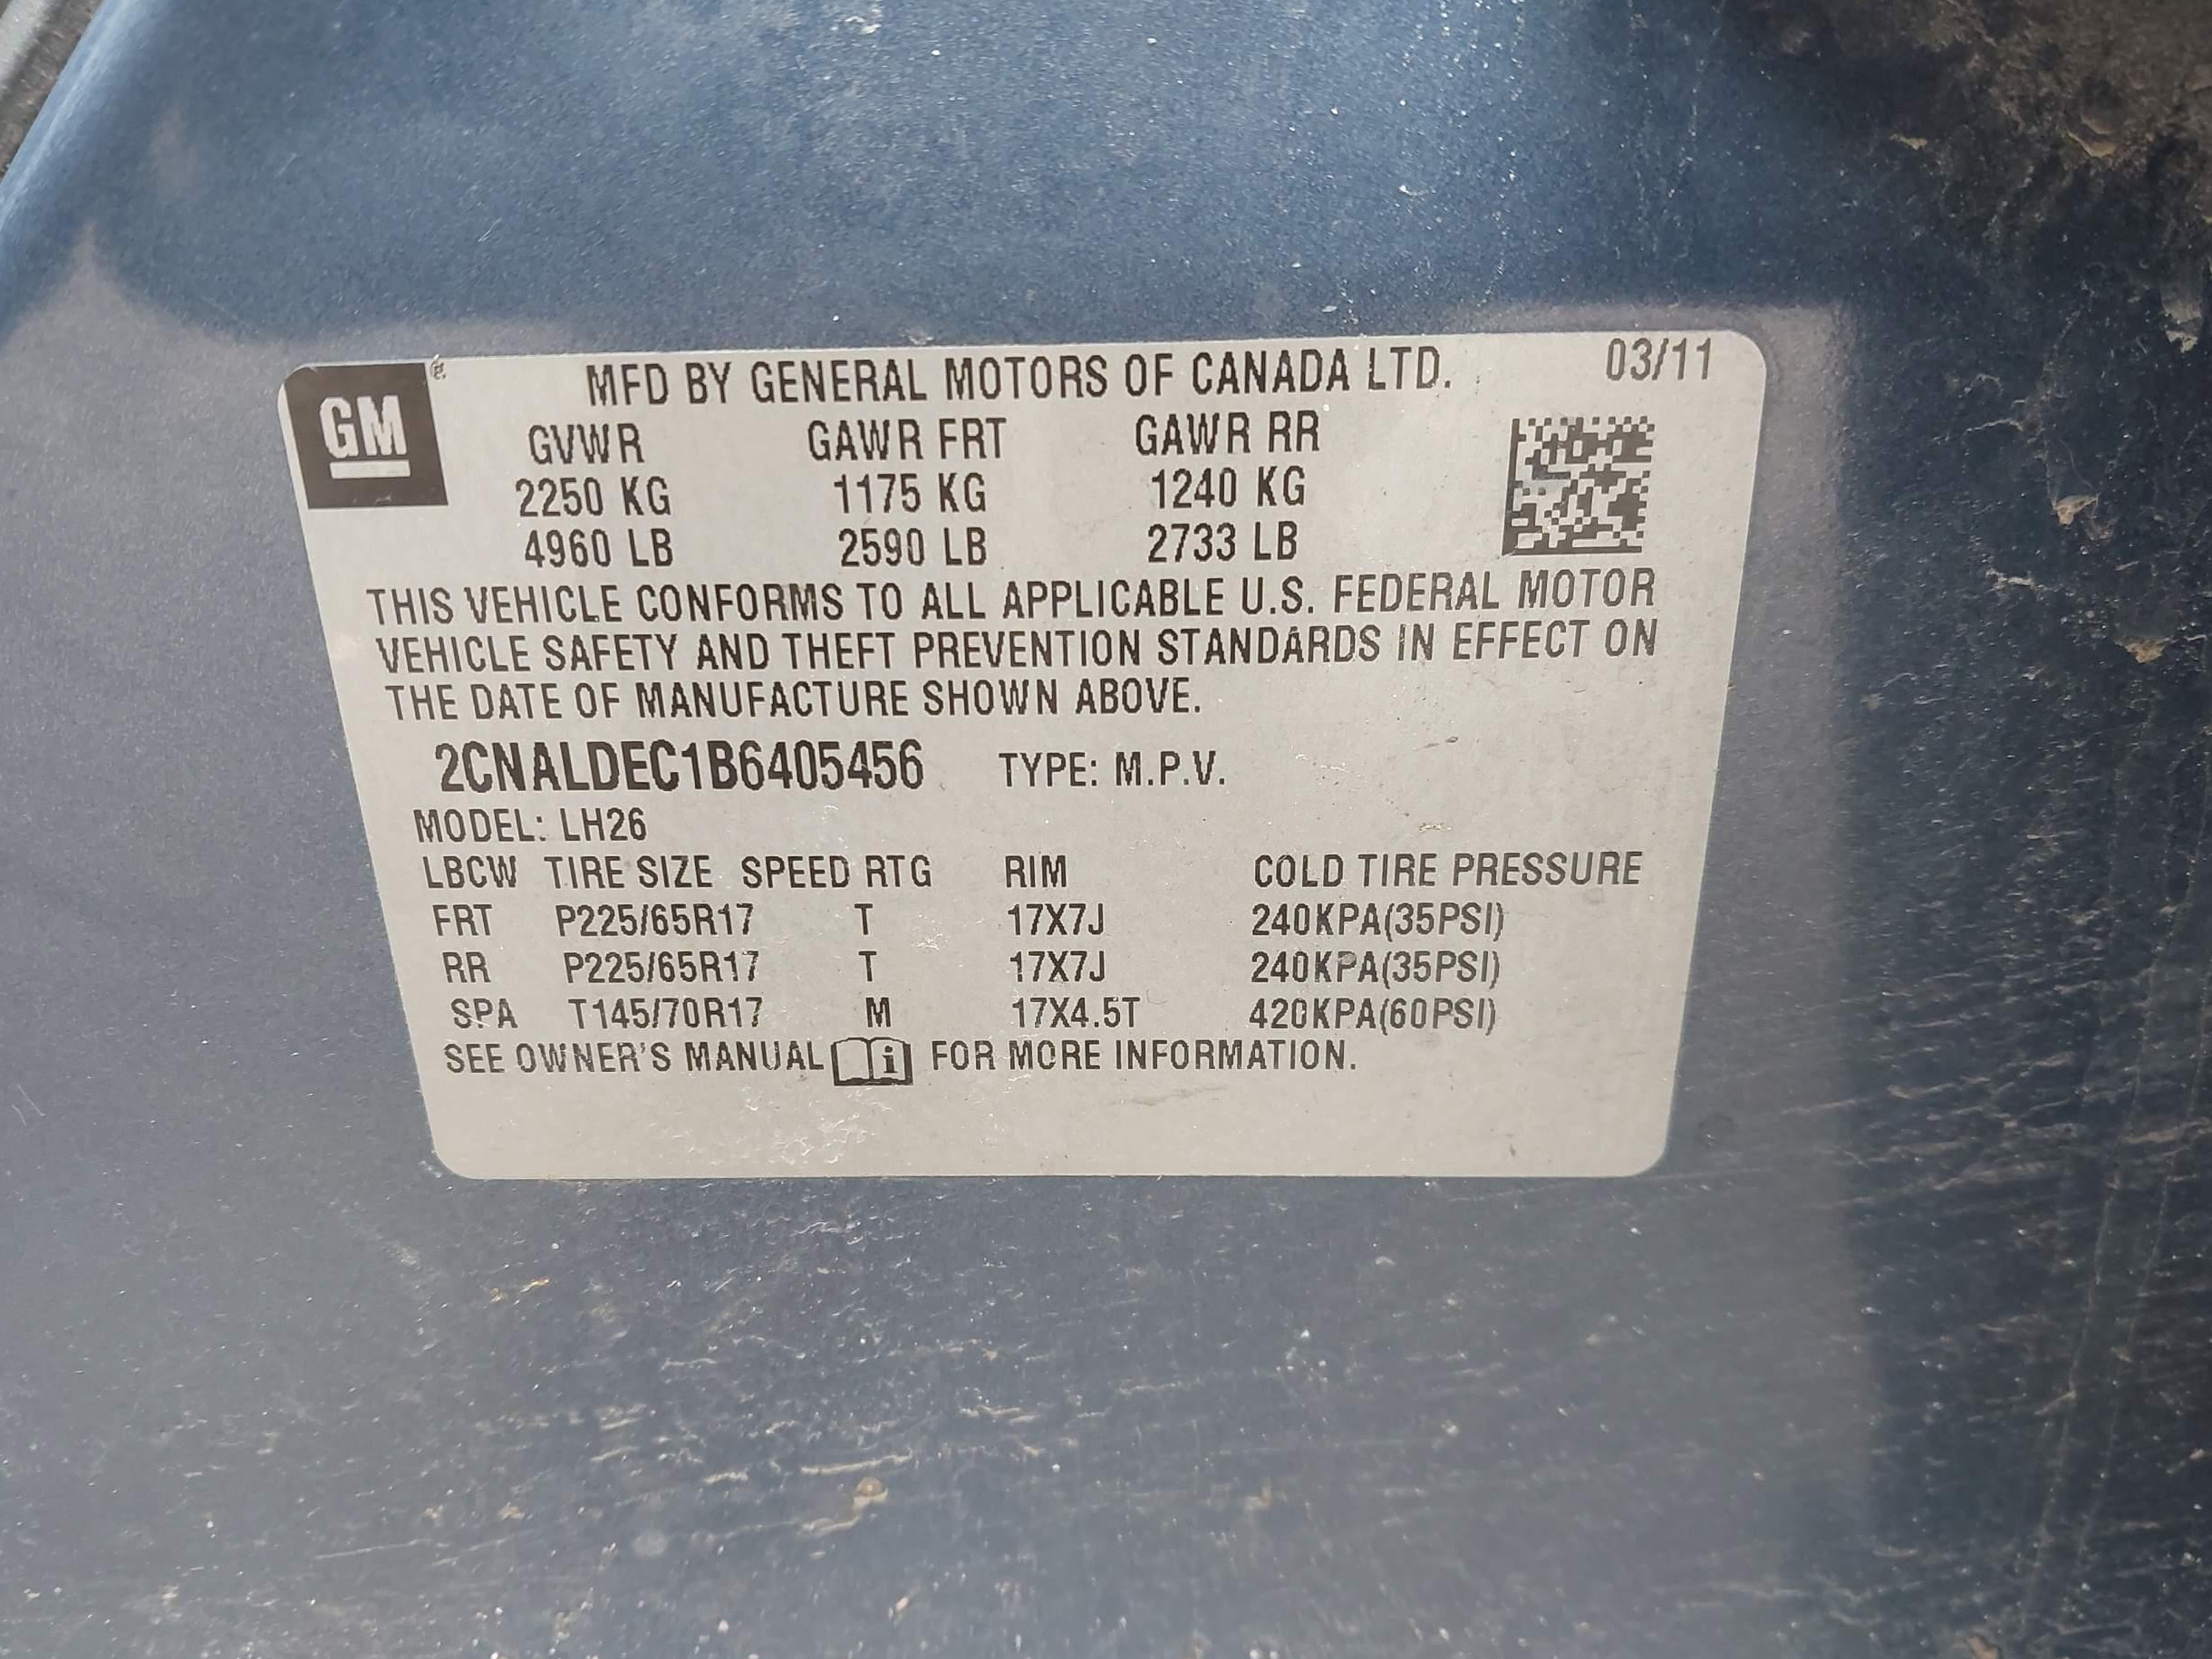 GM ®
MFD BY GENERAL MOTORS OF CANADA LTD. 03/11
GVWR GAWR FRT GAWR RR
2250 KG 1175 KG 1240 KG
4960 LB 2590 LB 2733 LB
THIS VEHICLE CONFORMS TO ALL APPLICABLE U.S. FEDERAL MOTOR
VEHICLE SAFETY AND THEFT PREVENTION STANDARDS IN EFFECT ON
THE DATE OF MANUFACTURE SHOWN ABOVE.
2CNALDEC1B6405456 TYPE: M.P.V.
MODEL: LH26
LBCW TIRE SIZE SPEED RTG RIM COLD TIRE PRESSURE
FRT P225/65R17 T 17X7J 240KPA(35PSI)
RR P225/65R17 T 17X7J 240KPA(35PSI)
SPA T145/70R17 M 17X4.5T 420KPA(60PSI)
SEE OWNER'S MANUAL i FOR MORE INFORMATION.